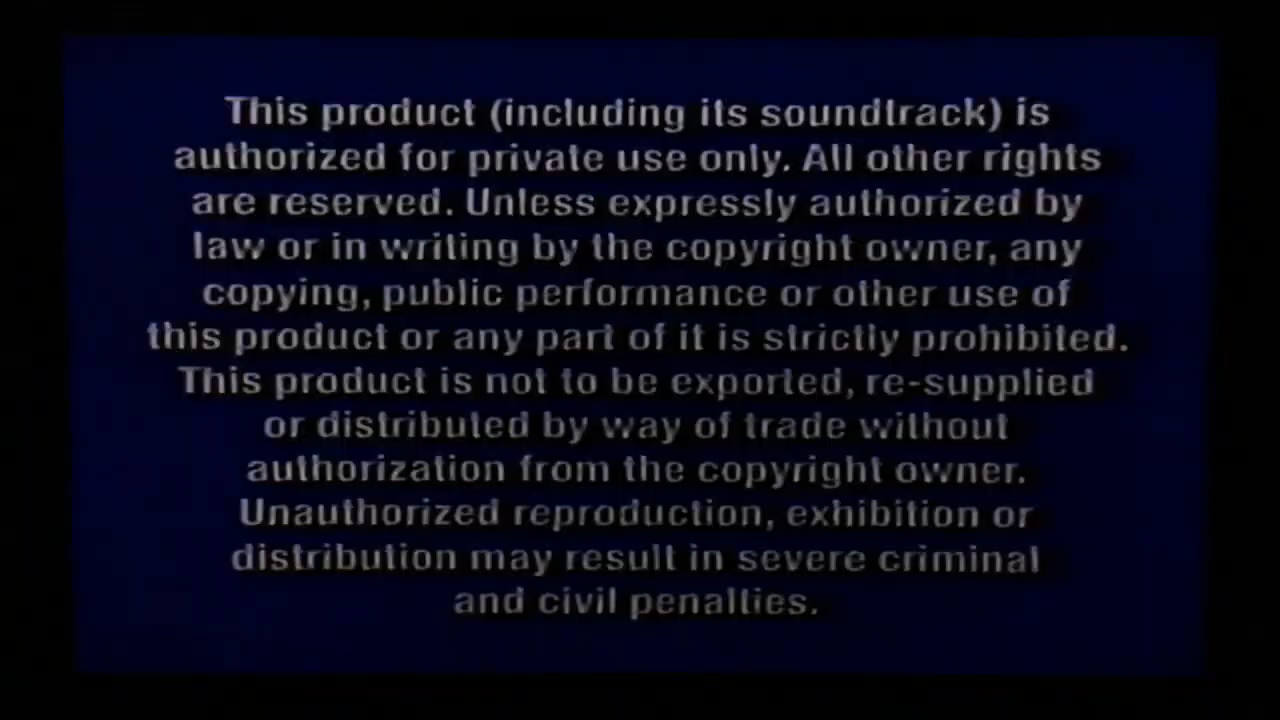 This product (including its soundtrack) is
authorized for private use only. All other rights
are reserved. Unless expressly authorized by
law or in writing by the copyright owner, any
copying, public performance or other use of
this product or any part of it is strictly prohibited.
This product is not to be exported, re-supplied
or distributed by way of trade without
authorization from the copyright owner.
Unauthorized reproduction, exhibition or
distribution may result in severe criminal
and civil penalties.